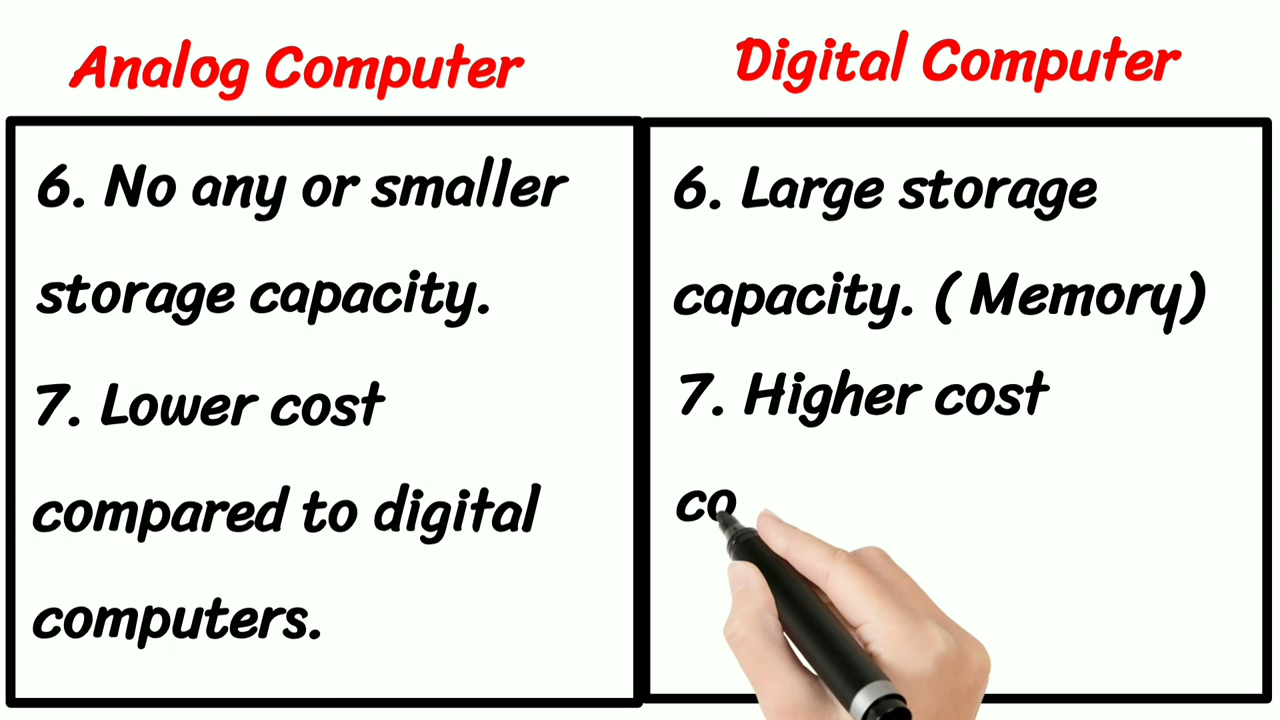 Analog Computer
Digital Computer
6. No any or smaller
storage capacity.
7. Lower cost
compared to digital
computers.
6. Large storage
capacity. ( Memory)
7. Higher cost
co